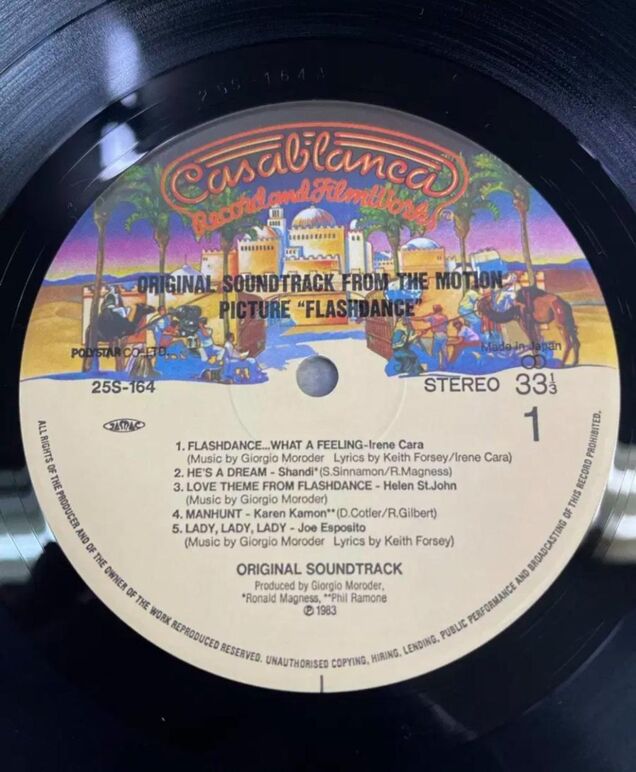 25S-164
Casablanca
Record and FilmWorks
ORIGINAL SOUNDTRACK FROM THE MOTION
PICTURE "FLASHDANCE"
POLYSTAR CO.,LTD.
Made in Japan
25S-164
STEREO 33 1/3
JASRAC
1
1. FLASHDANCE...WHAT A FEELING-Irene Cara
(Music by Giorgio Moroder Lyrics by Keith Forsey/Irene Cara)
2. HE'S A DREAM - Shandi*(S.Sinnamon/R.Magness)
3. LOVE THEME FROM FLASHDANCE - Helen St.John
(Music by Giorgio Moroder)
4. MANHUNT - Karen Kamon**(D.Cotler/R.Gilbert)
5. LADY, LADY, LADY - Joe Esposito
(Music by Giorgio Moroder Lyrics by Keith Forsey)
ORIGINAL SOUNDTRACK
Produced by Giorgio Moroder,
*Ronald Magness, **Phil Ramone
℗ 1983
ALL RIGHTS OF THE PRODUCER AND OF THE OWNER OF THE WORK REPRODUCED RESERVED. UNAUTHORISED COPYING, HIRING, LENDING, PUBLIC PERFORMANCE AND BROADCASTING OF THIS RECORD PROHIBITED.